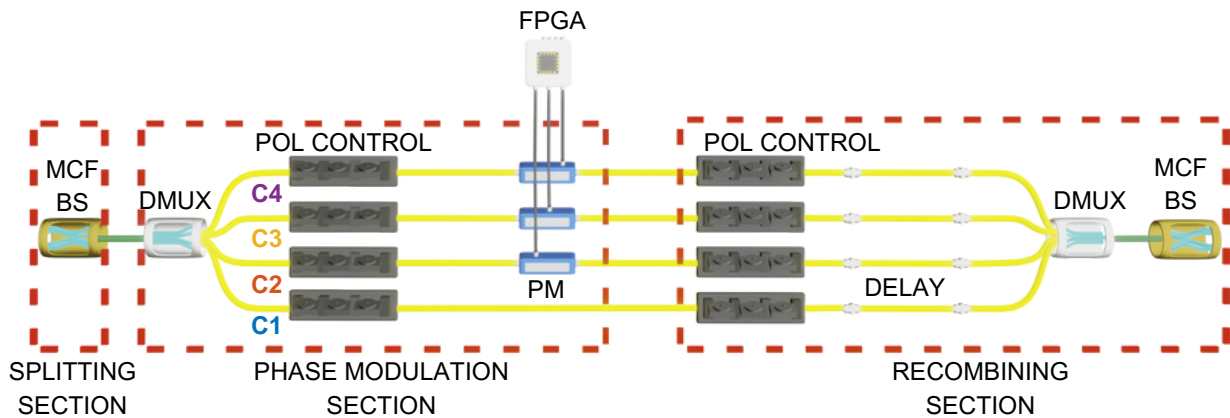 FPGA
POL CONTROL
POL CONTROL
MCF
BS
DMUX
C4
C3
C2
C1
PM
DELAY
DMUX
MCF
BS
SPLITTING
SECTION
PHASE MODULATION
SECTION
RECOMBINING
SECTION